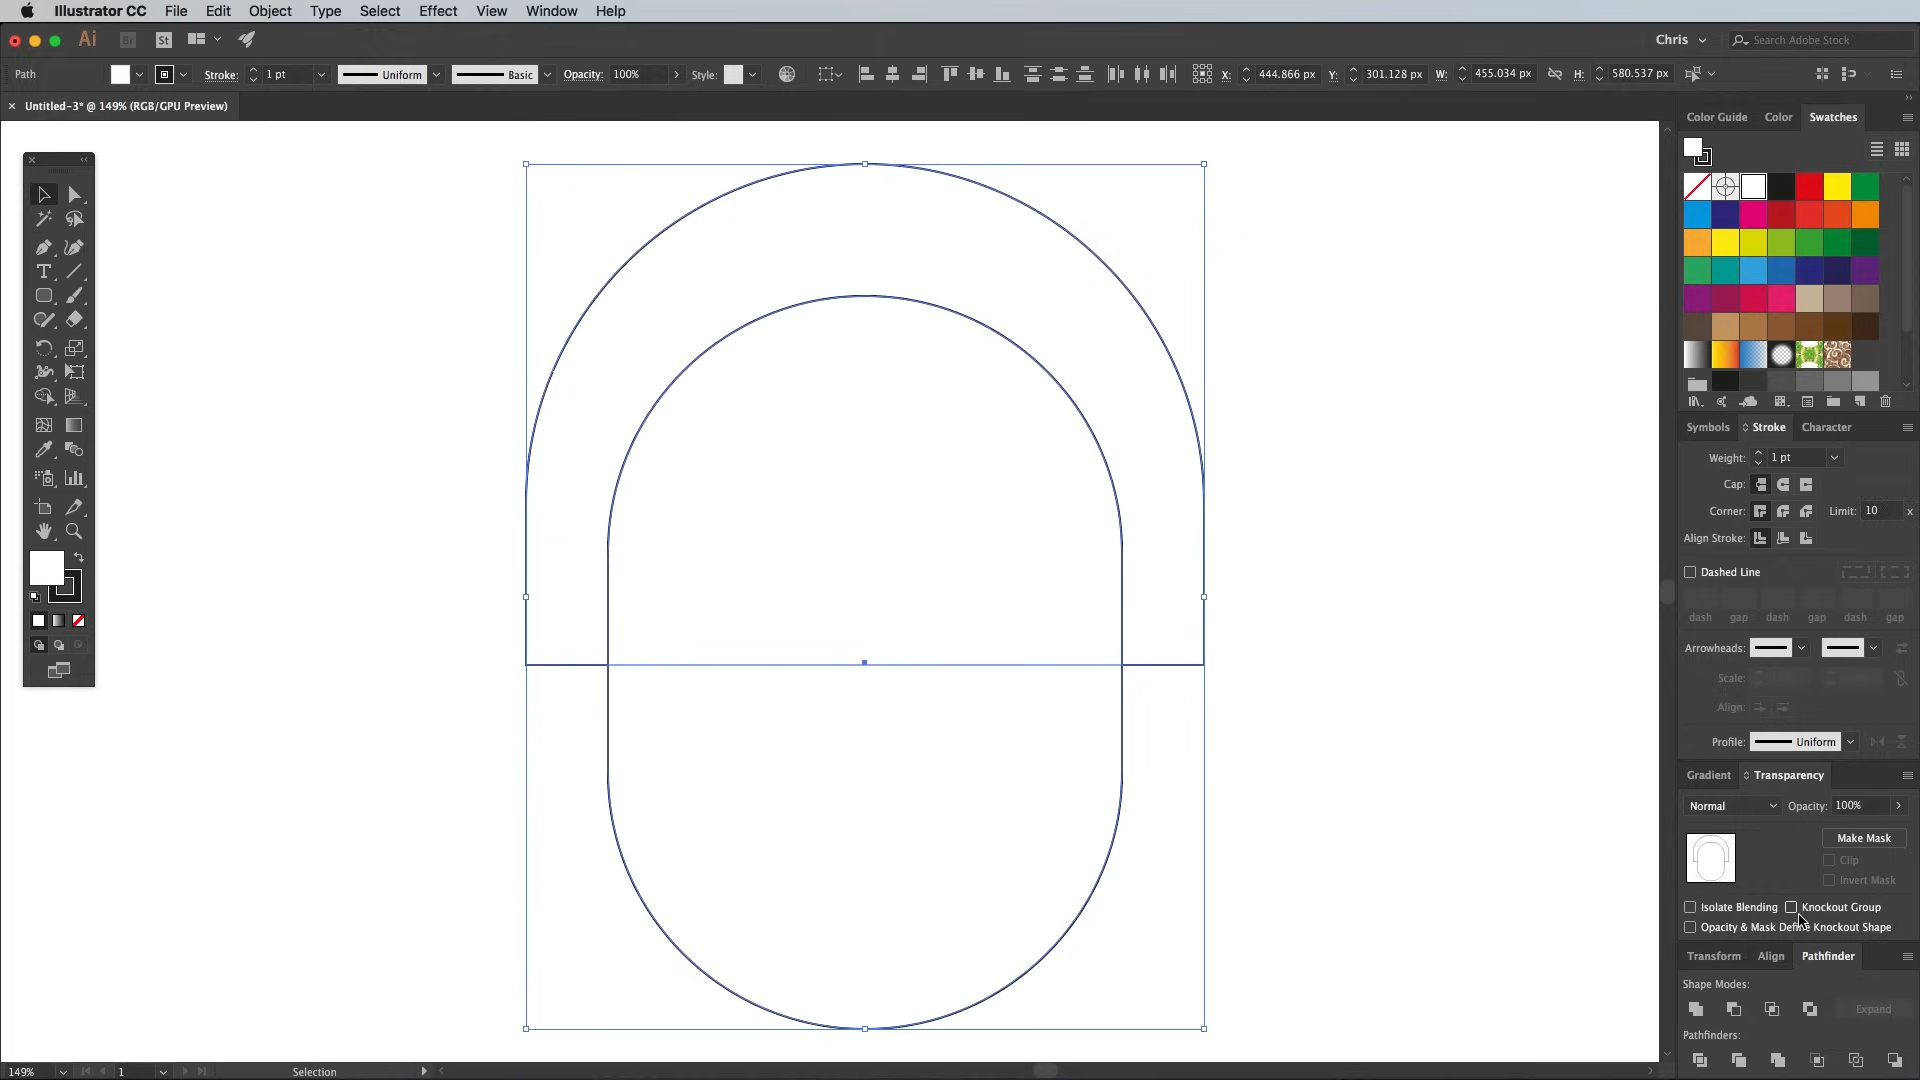 Illustrator CC File Edit Object Type Select Effect View Window Help
Ai Br St Chris Search Adobe Stock
Path Stroke: 1 pt Uniform Basic Opacity: 100% Style: X: 444.866 px Y: 301.128 px W: 455.034 px H: 580.537 px
× Untitled-3* @ 149% (RGB/GPU Preview)
Color Guide Color Swatches
Symbols Stroke Character
Weight: 1 pt
Cap:
Corner: Limit: 10 x
Align Stroke:
Dashed Line
dash gap dash gap dash gap
Arrowheads:
Scale:
Align:
Profile: Uniform
Gradient Transparency
Normal Opacity: 100%
Make Mask
Clip
Invert Mask
Isolate Blending Knockout Group
Opacity & Mask Define Knockout Shape
Transform Align Pathfinder
Shape Modes:
Expand
Pathfinders:
149% 1 Selection